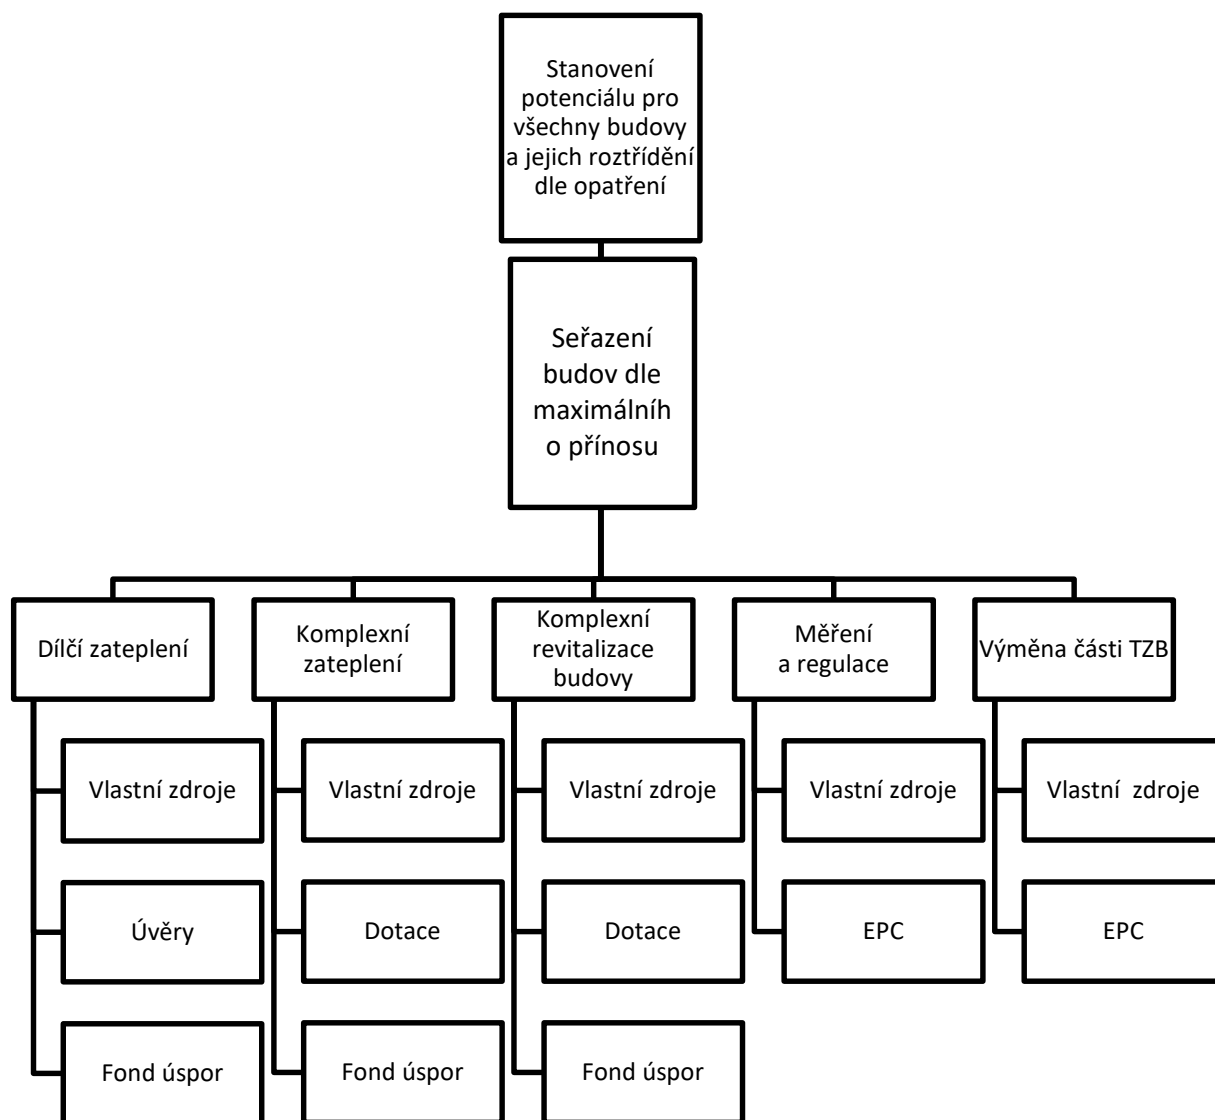 Stanovení
potenciálu pro
všechny budovy
a jejich roztřídění
dle opatření
Seřazení
budov dle
maximálníh
o přínosu
Dílčí zateplení
Komplexní
zateplení
Komplexní
revitalizace
budovy
Měření
a regulace
Výměna části TZB
Vlastní zdroje
Vlastní zdroje
Vlastní zdroje
Vlastní zdroje
Vlastní  zdroje
Úvěry
Dotace
Dotace
EPC
EPC
Fond úspor
Fond úspor
Fond úspor